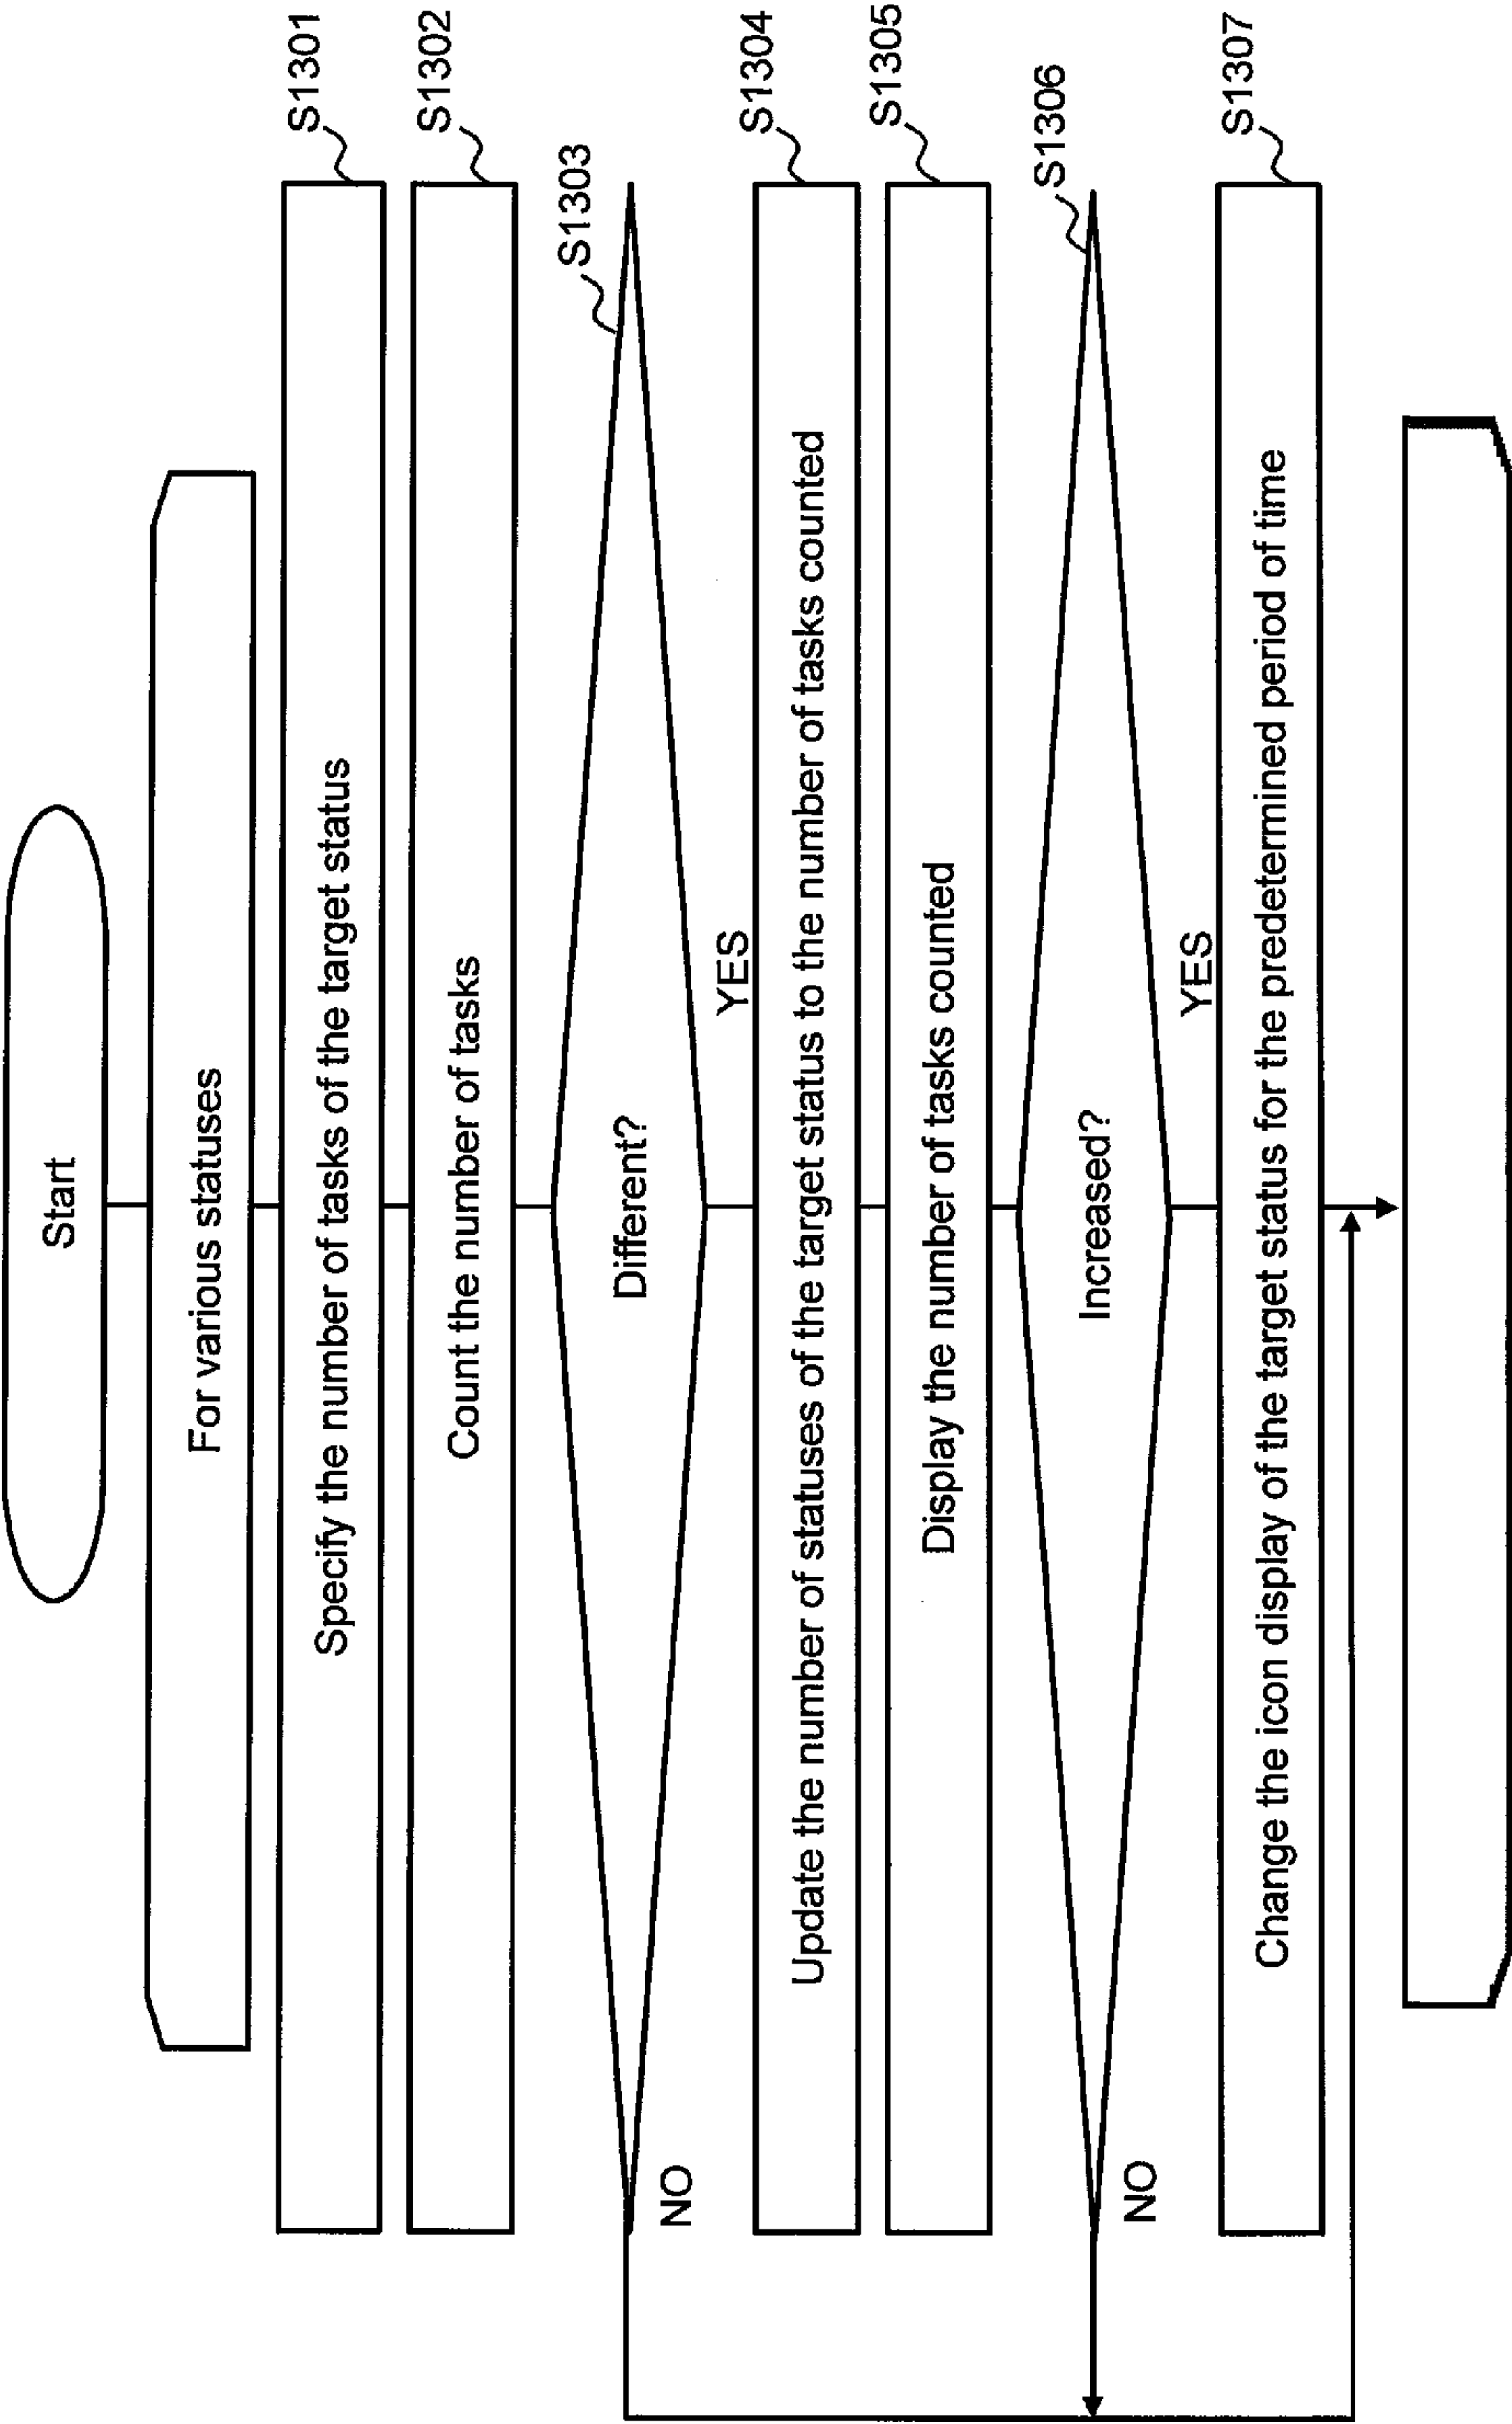 Start
For various statuses
S1301
Specify the number of tasks of the target status
S1302
Count the number of tasks
S1303
Different?
NO
YES
S1304
Update the number of statuses of the target status to the number of tasks counted
S1305
Display the number of tasks counted
S1306
Increased?
NO
YES
S1307
Change the icon display of the target status for the predetermined period of time